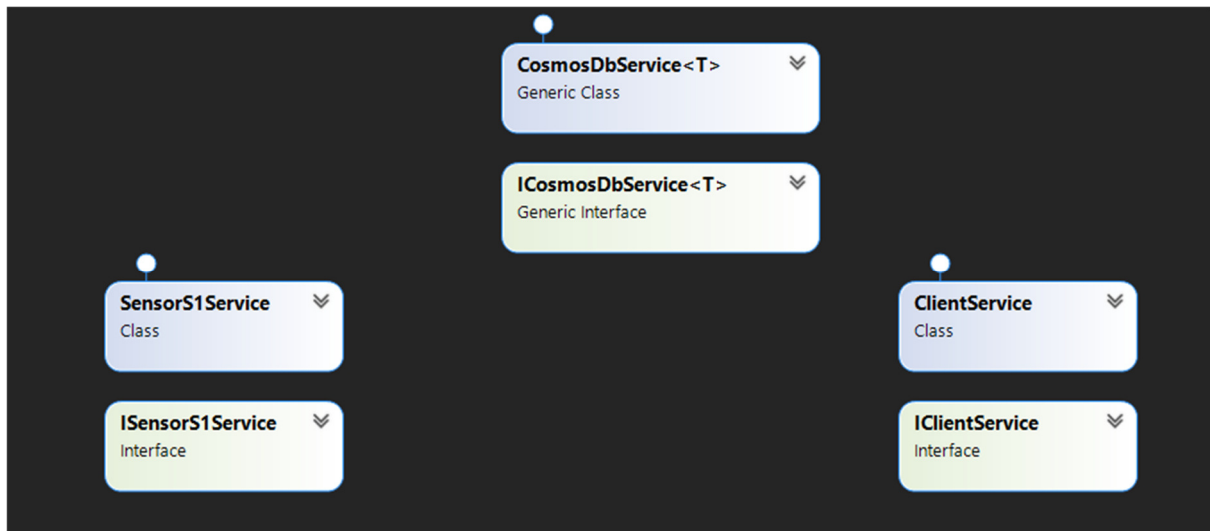 CosmosDbService<T>
Generic Class
ICosmosDbService<T>
Generic Interface
SensorS1Service
Class
ISensorS1Service
Interface
ClientService
Class
IClientService
Interface